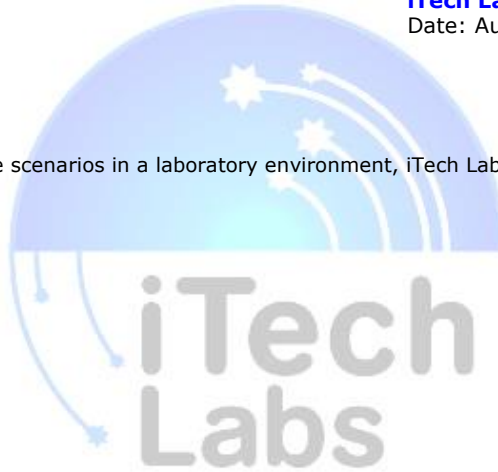 iTech La
Date: Au
scenarios in a laboratory environment, iTech Lab
iTech
Labs